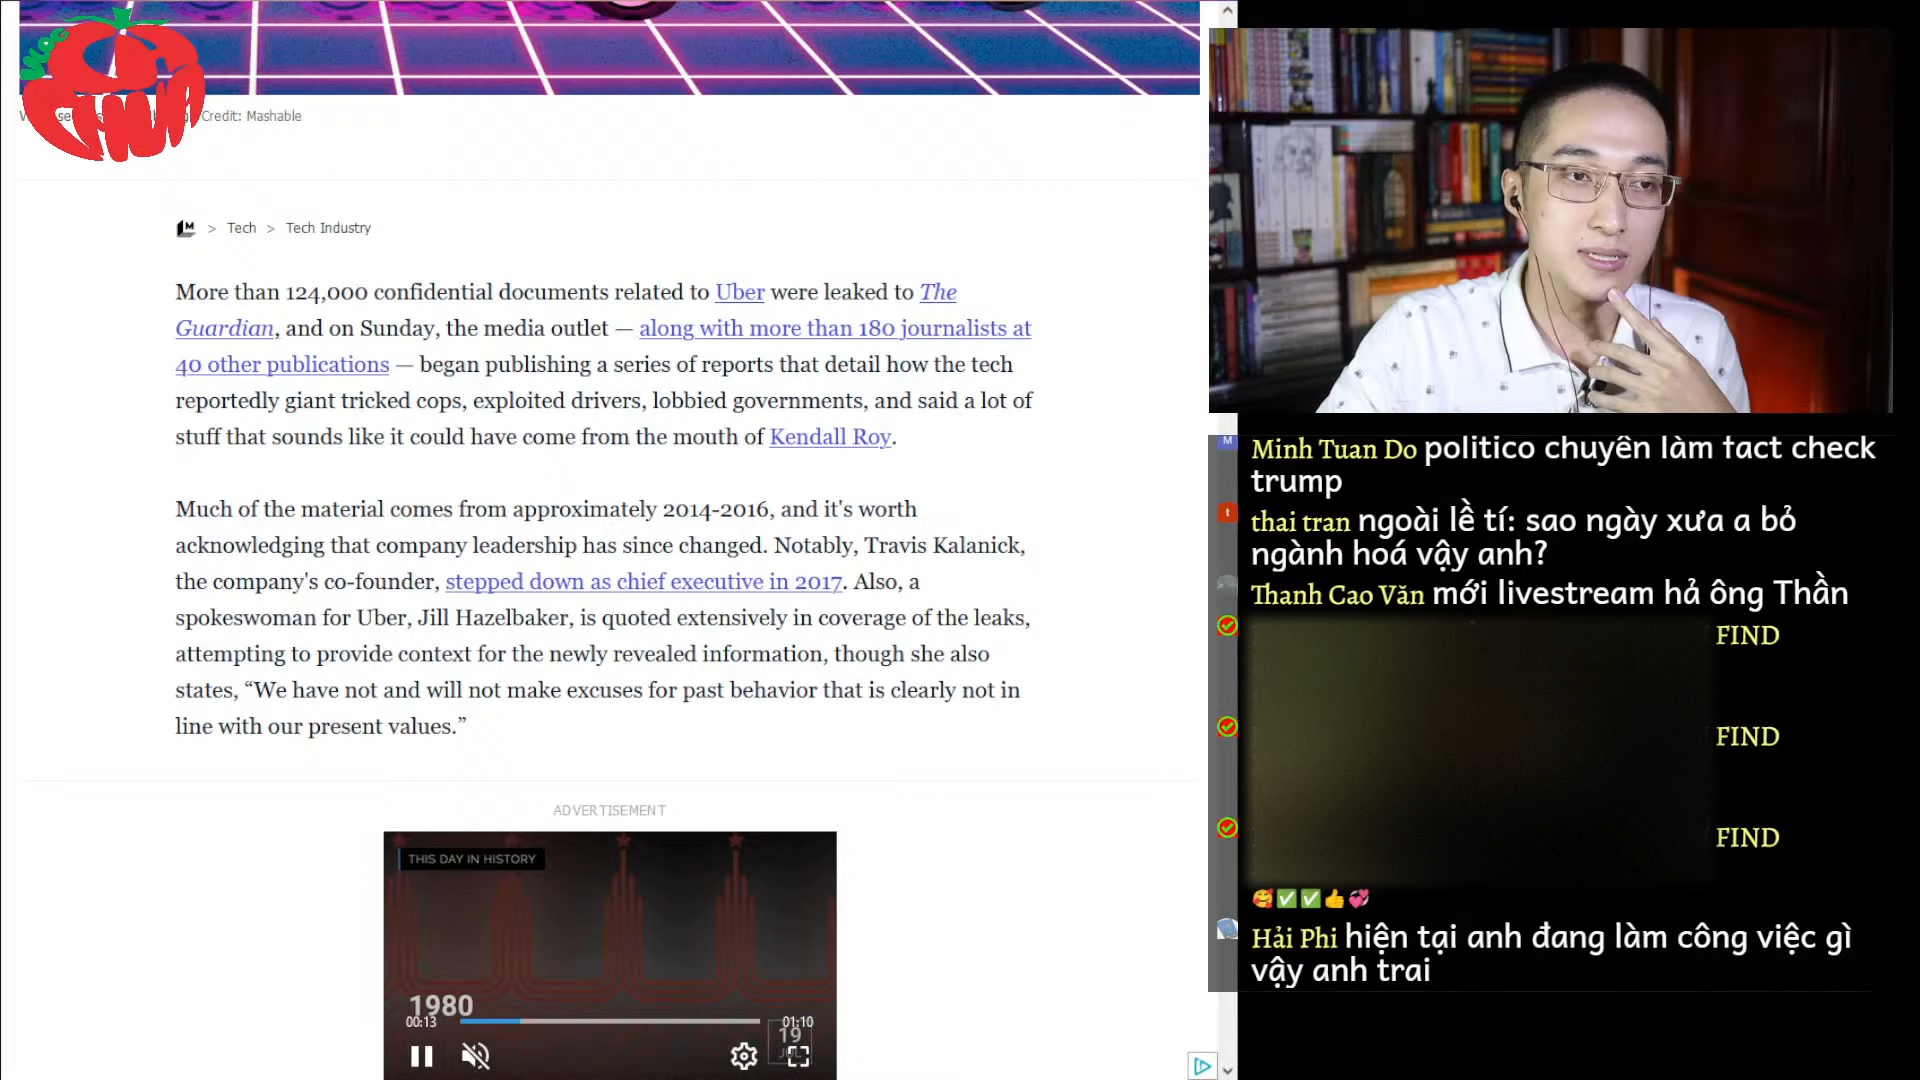 VLOG
CHUA
Credit: Mashable
> Tech > Tech Industry
More than 124,000 confidential documents related to Uber were leaked to The
Guardian, and on Sunday, the media outlet — along with more than 180 journalists at
40 other publications — began publishing a series of reports that detail how the tech
reportedly giant tricked cops, exploited drivers, lobbied governments, and said a lot of
stuff that sounds like it could have come from the mouth of Kendall Roy.
Much of the material comes from approximately 2014-2016, and it's worth
acknowledging that company leadership has since changed. Notably, Travis Kalanick,
the company's co-founder, stepped down as chief executive in 2017. Also, a
spokeswoman for Uber, Jill Hazelbaker, is quoted extensively in coverage of the leaks,
attempting to provide context for the newly revealed information, though she also
states, “We have not and will not make excuses for past behavior that is clearly not in
line with our present values.”
ADVERTISEMENT
THIS DAY IN HISTORY
1980
00:13
01:10
19
JUL
M
Minh Tuan Do politico chuyên làm fact check
trump
t
thai tran ngoài lề tí: sao ngày xưa a bỏ
ngành hoá vậy anh?
Thanh Cao Văn mới livestream hả ông Thần
FIND
FIND
FIND
🥰✅✅👍💞
Hải Phi hiện tại anh đang làm công việc gì
vậy anh trai